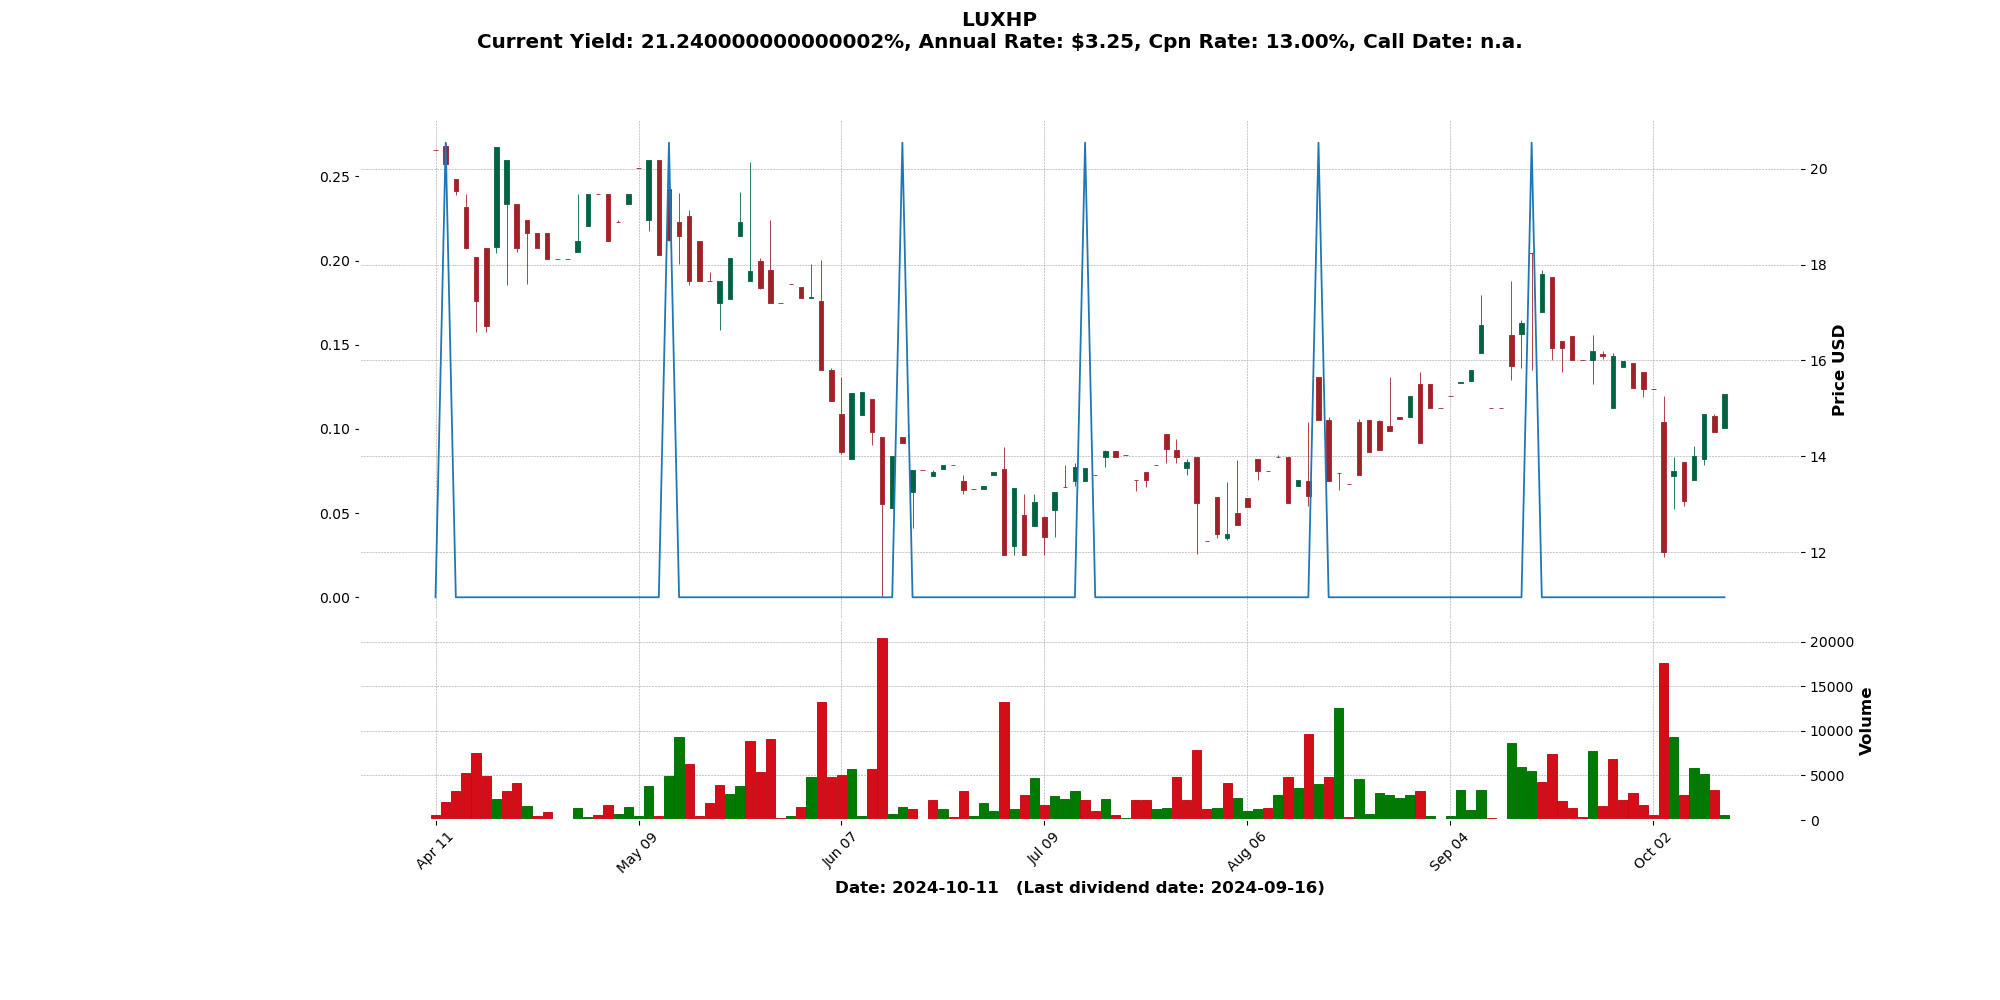 LUXHP
Current Yield: 21.240000000000002%, Annual Rate: $3.25, Cpn Rate: 13.00%, Call Date: n.a.
0.25
0.20
0.15
0.10
0.05
0.00
20
18
16
14
12
Price USD
20000
15000
10000
5000
0
Volume
Apr 11
May 09
Jun 07
Jul 09
Aug 06
Sep 04
Oct 02
Date: 2024-10-11   (Last dividend date: 2024-09-16)